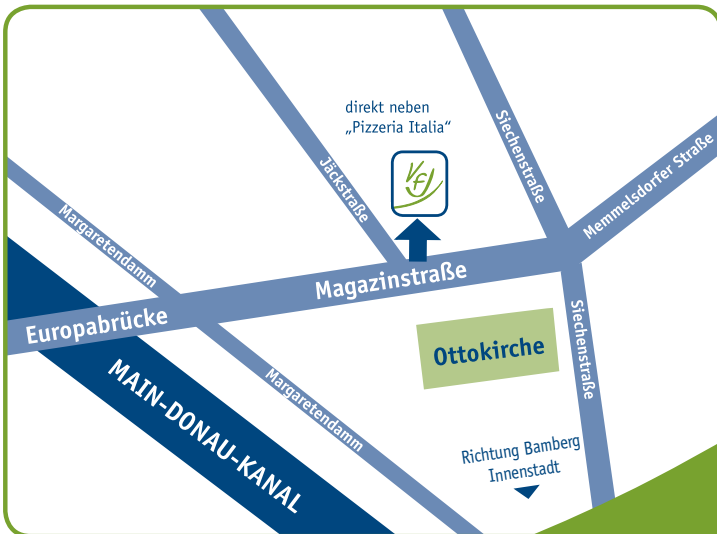 direkt neben
„Pizzeria Italia“
VfJ
Siechenstraße
Jäckstraße
Memmelsdorfer Straße
Margaretendamm
Magazinstraße
Europabrücke
Ottokirche
Siechenstraße
MAIN-DONAU-KANAL
Margaretendamm
Richtung Bamberg
Innenstadt